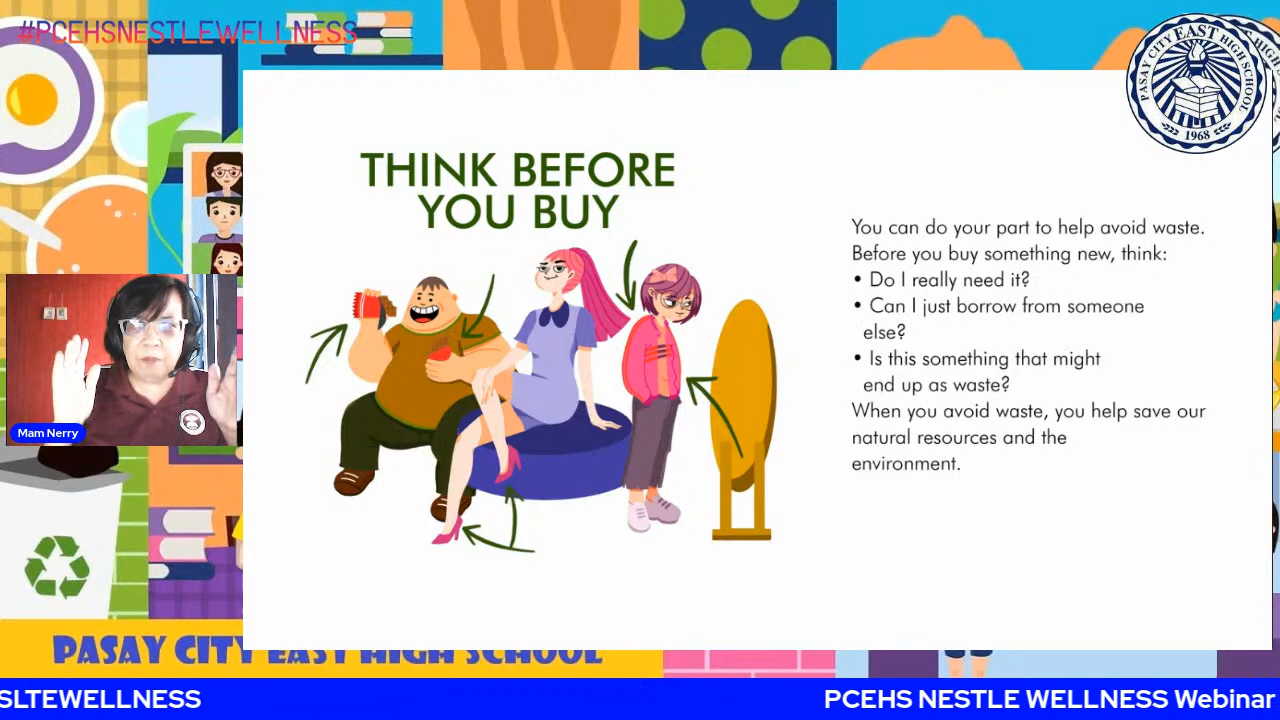 #PCEHSNESTLEWELLNESS
PASAY CITY EAST HIGH SCHOOL
1968
THINK BEFORE
YOU BUY
You can do your part to help avoid waste.
Before you buy something new, think:
• Do I really need it?
• Can I just borrow from someone
else?
• Is this something that might
end up as waste?
When you avoid waste, you help save our
natural resources and the
environment.
Mam Nerry
PASAY CITY EAST HIGH SCHOOL
SLTEWELLNESS
PCEHS NESTLE WELLNESS Webinar